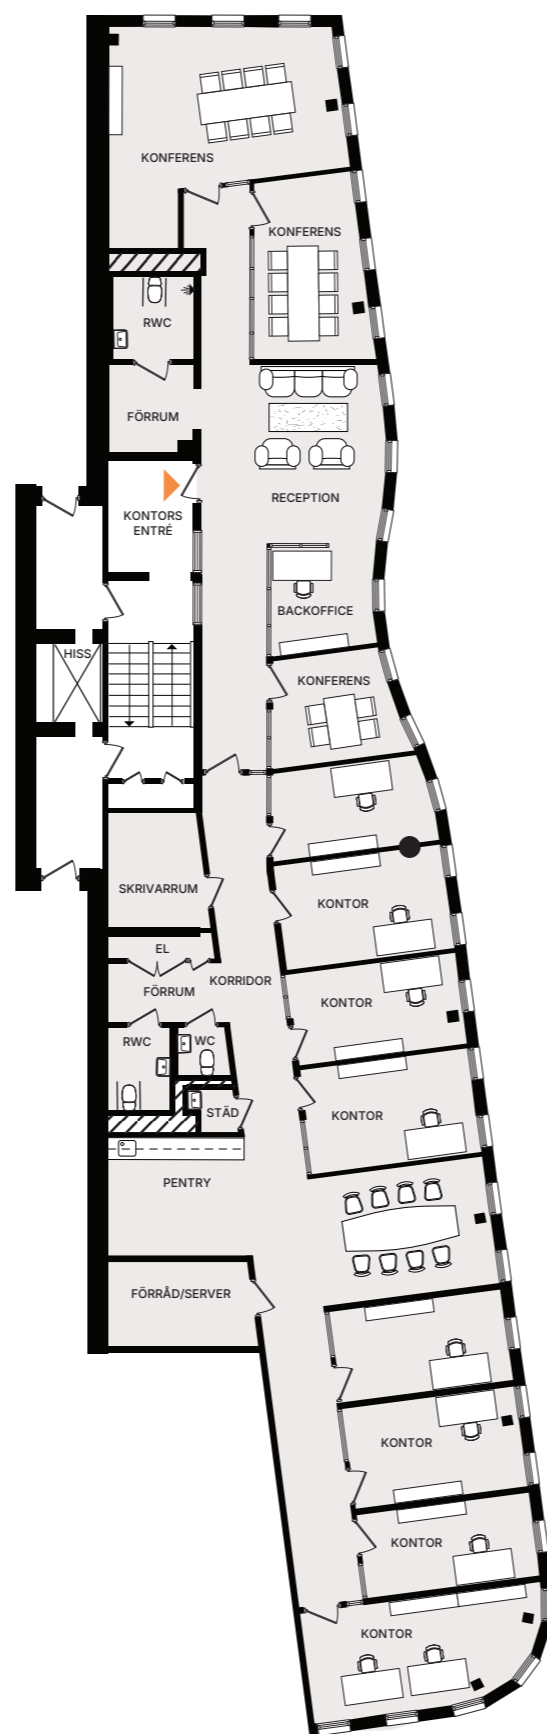 KONFERENS
KONFERENS
RWC
FÖRRUM
RECEPTION
KONTORS
ENTRÉ
BACKOFFICE
HISS
KONFERENS
SKRIVARRUM
KONTOR
EL
KORRIDOR
FÖRRUM
KONTOR
RWC
WC
STÄD
KONTOR
PENTRY
FÖRRÅD/SERVER
KONTOR
KONTOR
KONTOR